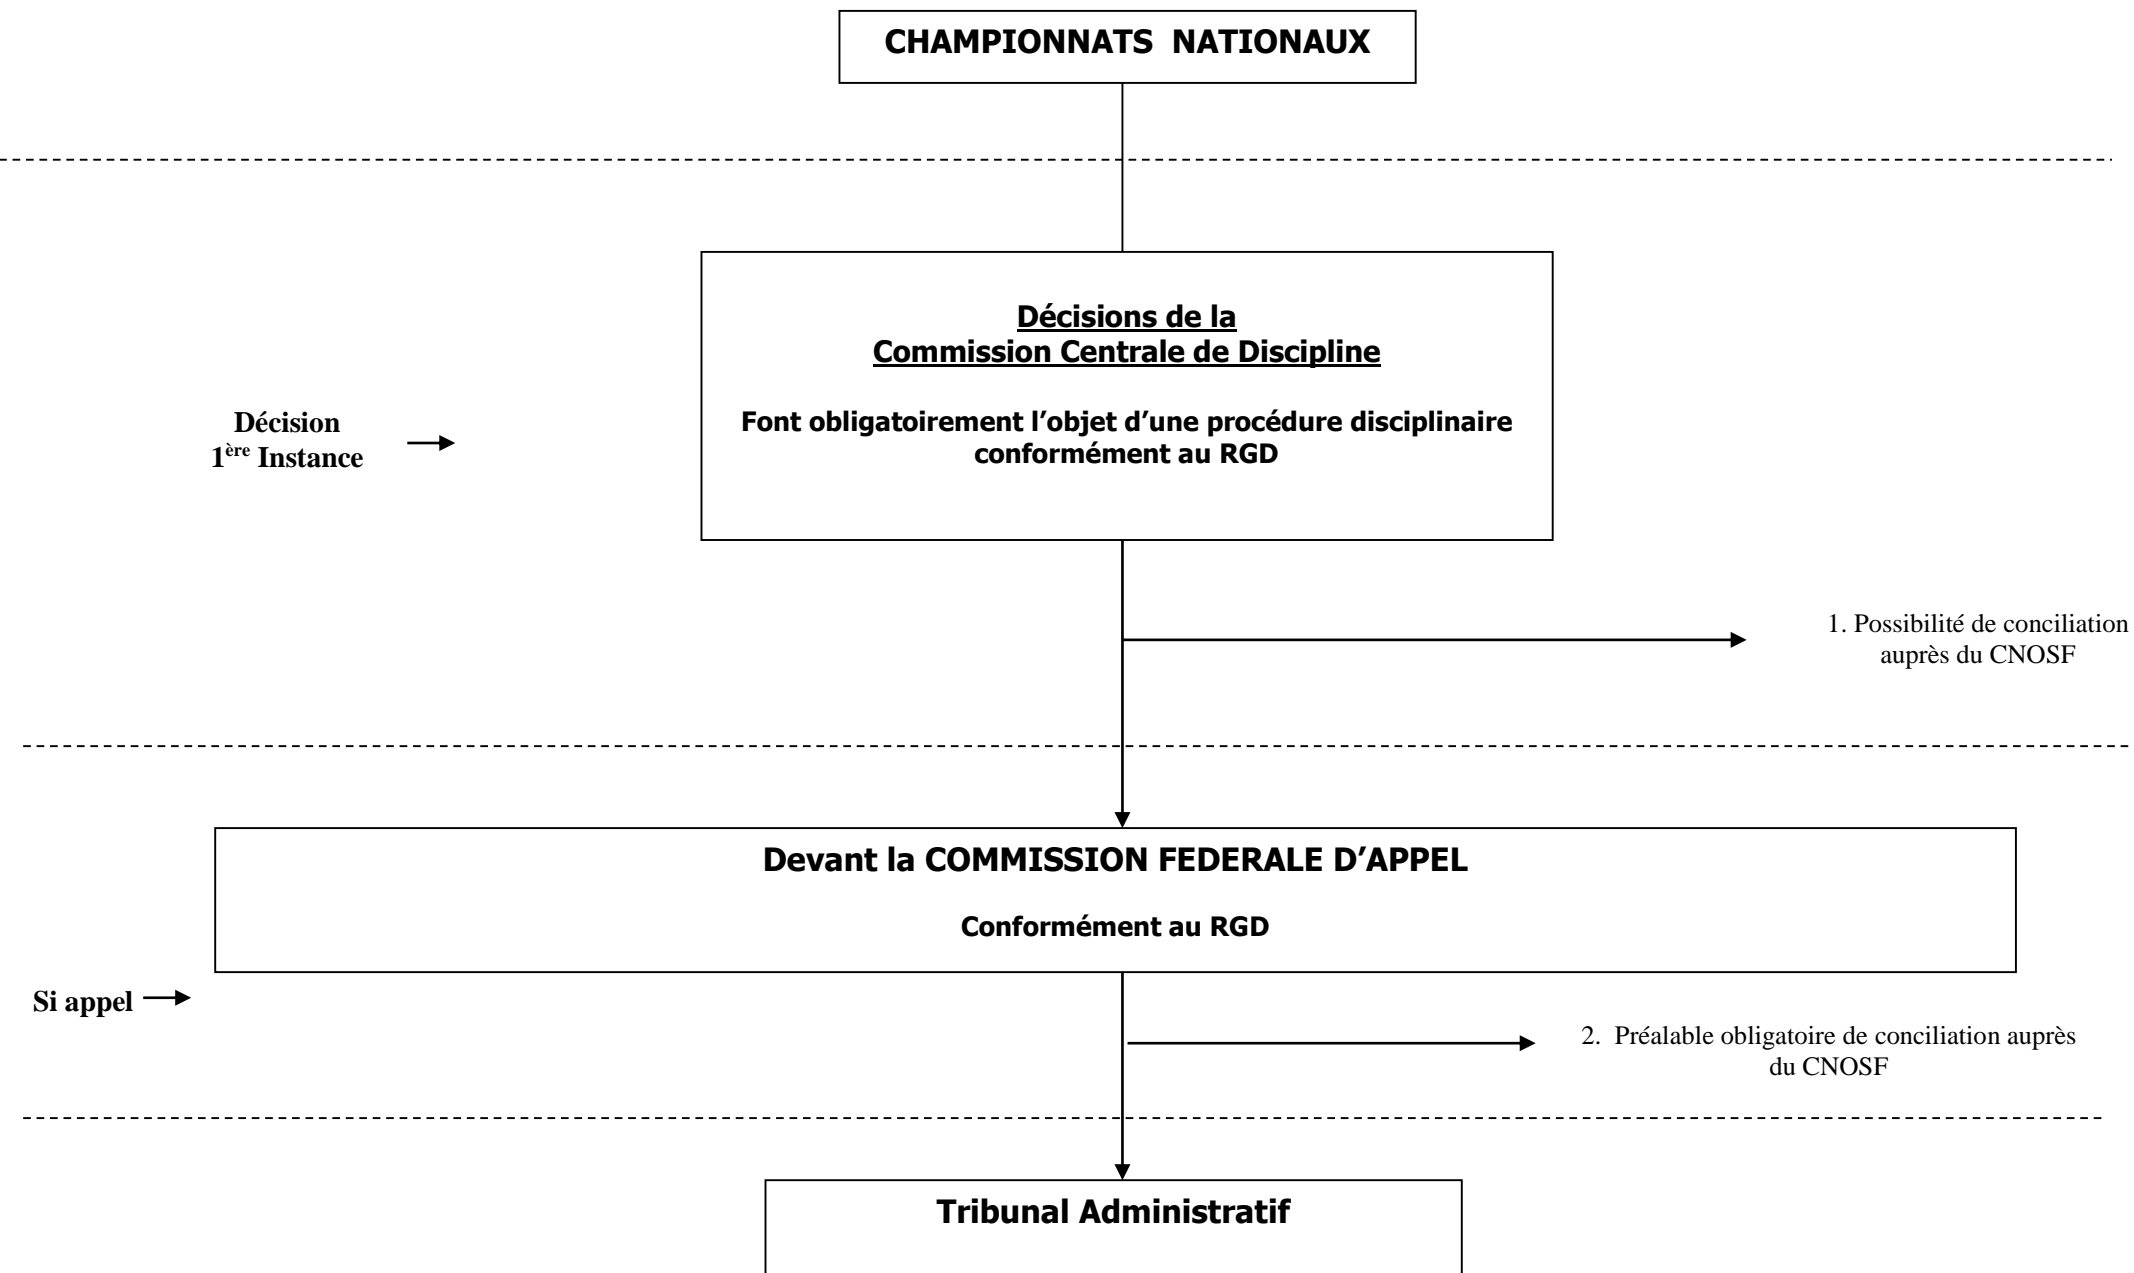 CHAMPIONNATS NATIONAUX
Décisions de la
Commission Centrale de Discipline
Font obligatoirement l’objet d’une procédure disciplinaire
conformément au RGD
Décision
1ère Instance
1. Possibilité de conciliation
auprès du CNOSF
Devant la COMMISSION FEDERALE D’APPEL
Conformément au RGD
Si appel
2. Préalable obligatoire de conciliation auprès
du CNOSF
Tribunal Administratif